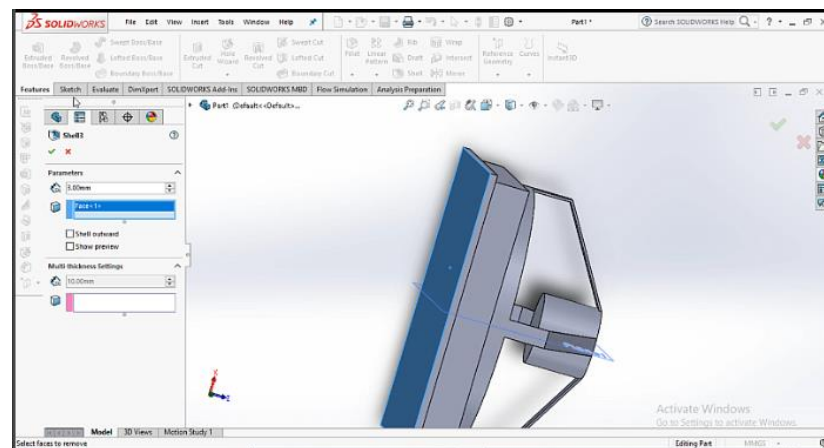 SOLIDWORKS File Edit View Insert Tools Window Help Part1 * Search SOLIDWORKS Help
Extruded Boss/Base
Revolved Boss/Base
Swept Boss/Base
Lofted Boss/Base
Boundary Boss/Base
Extruded Cut
Hole Wizard
Revolved Cut
Swept Cut
Lofted Cut
Boundary Cut
Fillet
Linear Pattern
Rib
Draft
Shell
Wrap
Intersect
Mirror
Reference Geometry
Curves
Instant3D
Features Sketch Evaluate DimXpert SOLIDWORKS Add-Ins SOLIDWORKS MBD Flow Simulation Analysis Preparation
Part1 (Default<<Default>...
Shell3
Parameters
3.00mm
Face<1>
Shell outward
Show preview
Multi thickness Settings
10.00mm
Activate Windows
Go to Settings to activate Windows.
Model 3D Views Motion Study 1
Select faces to remove Editing Part MMGS